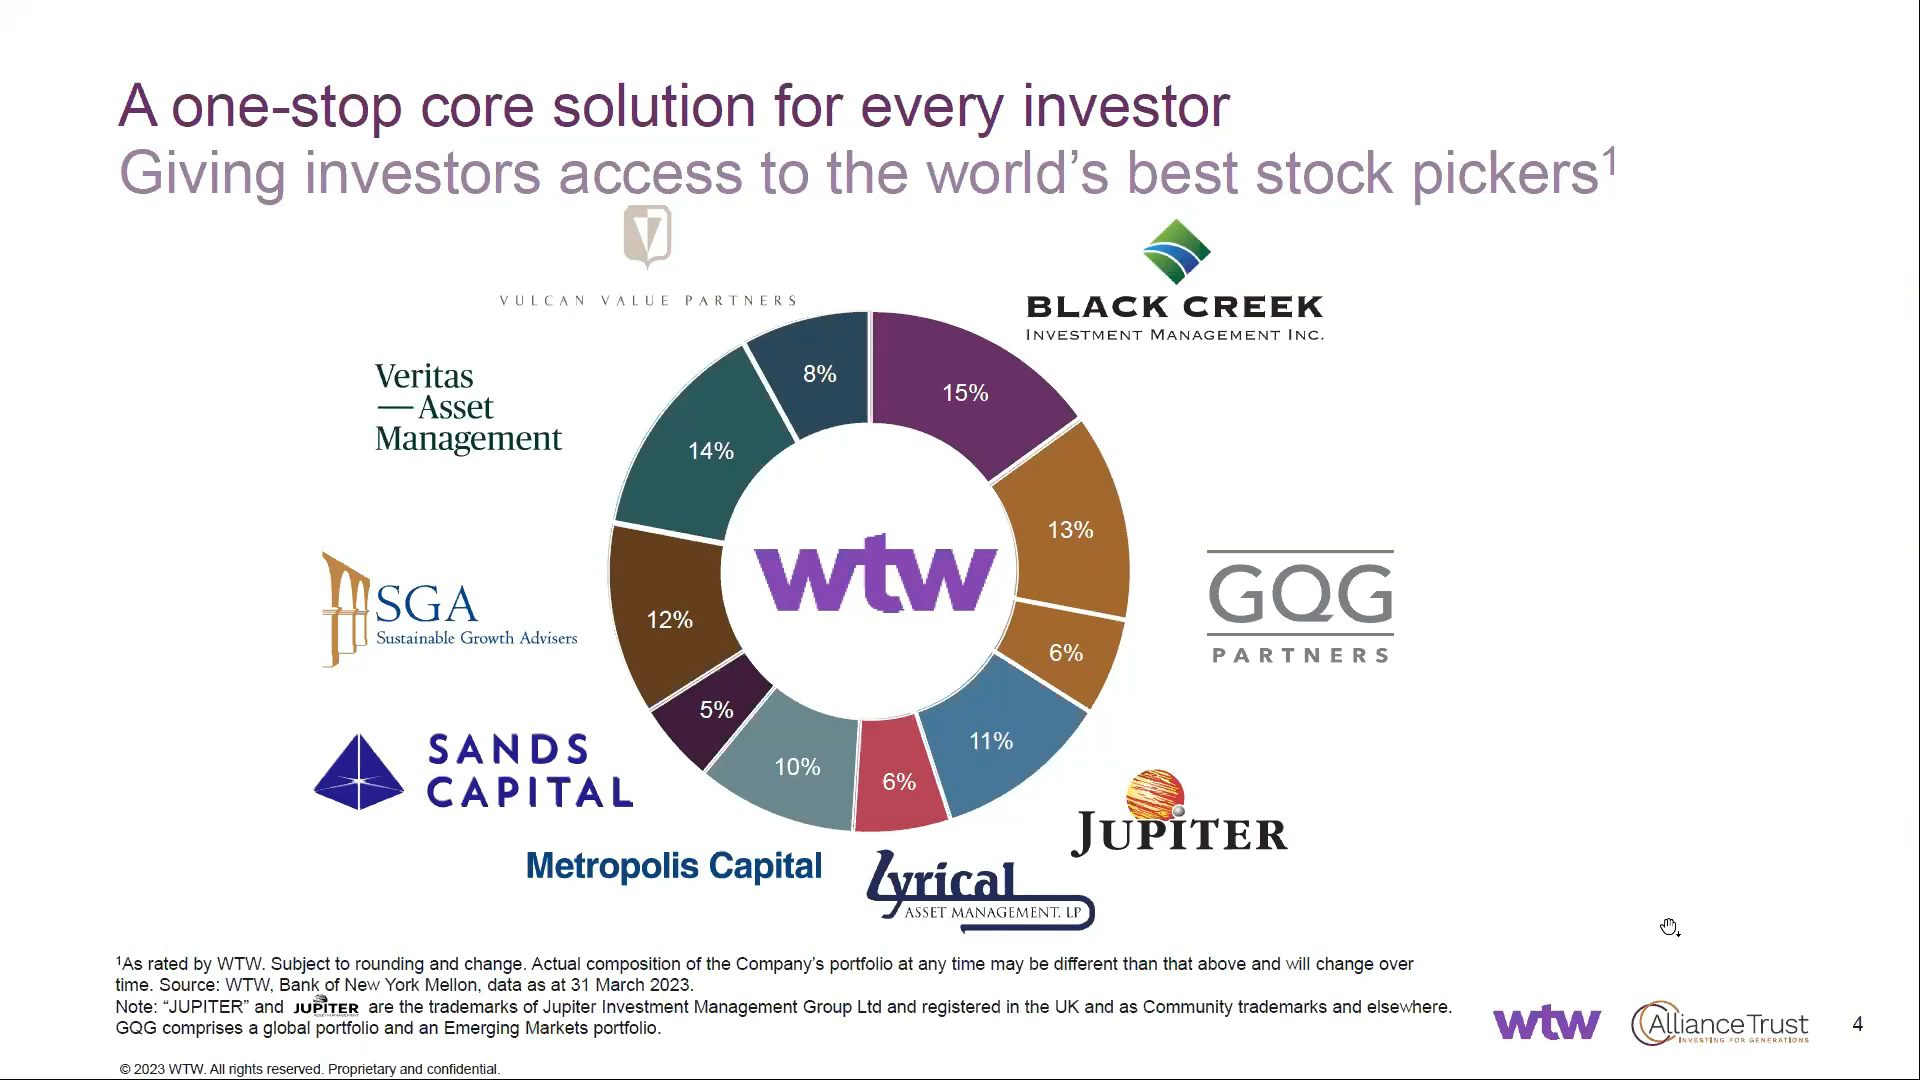 A one-stop core solution for every investor
Giving investors access to the world's best stock pickers¹
VULCAN VALUE PARTNERS
BLACK CREEK
INVESTMENT MANAGEMENT INC.
Veritas
— Asset
Management
8%
15%
14%
13%
wtw
GQG
PARTNERS
SGA
Sustainable Growth Advisers
12%
6%
5%
11%
10%
6%
SANDS
CAPITAL
JUPITER
Metropolis Capital
Lyrical
ASSET MANAGEMENT, LP
¹As rated by WTW. Subject to rounding and change. Actual composition of the Company's portfolio at any time may be different than that above and will change over
time. Source: WTW, Bank of New York Mellon, data as at 31 March 2023.
Note: “JUPITER” and JUPITER ASSET MANAGEMENT are the trademarks of Jupiter Investment Management Group Ltd and registered in the UK and as Community trademarks and elsewhere.
GQG comprises a global portfolio and an Emerging Markets portfolio.
wtw
Alliance Trust
INVESTING FOR GENERATIONS
4
© 2023 WTW. All rights reserved. Proprietary and confidential.